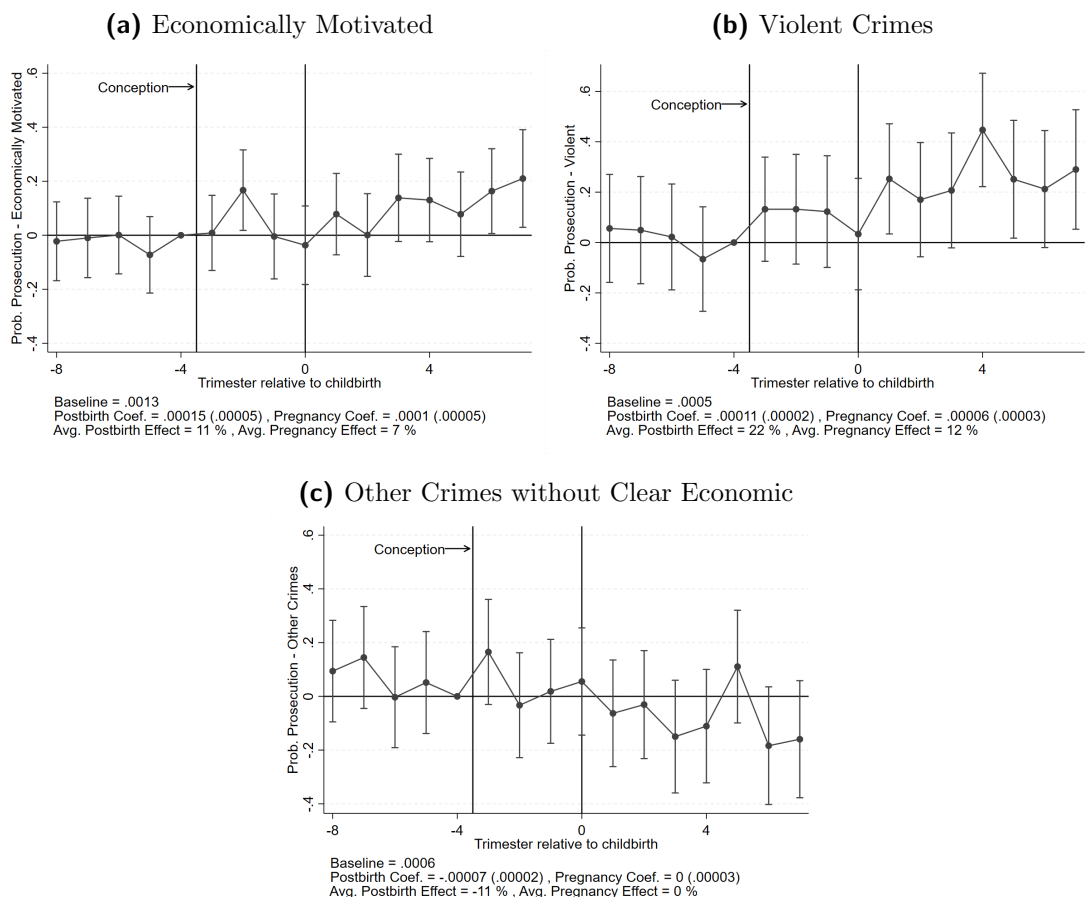 (a) Economically Motivated
Prob. Prosecution - Economically Motivated
.6
.4
.2
0
-.2
-.4
Conception
-8
-4
0
4
Trimester relative to childbirth
Baseline = .0013
Postbirth Coef. = .00015 (.00005) , Pregnancy Coef. = .0001 (.00005)
Avg. Postbirth Effect = 11 % , Avg. Pregnancy Effect = 7 %
(b) Violent Crimes
Prob. Prosecution - Violent
.6
.4
.2
0
-.2
-.4
Conception
-8
-4
0
4
Trimester relative to childbirth
Baseline = .0005
Postbirth Coef. = .00011 (.00002) , Pregnancy Coef. = .00006 (.00003)
Avg. Postbirth Effect = 22 % , Avg. Pregnancy Effect = 12 %
(c) Other Crimes without Clear Economic
Prob. Prosecution - Other Crimes
.6
.4
.2
0
-.2
-.4
Conception
-8
-4
0
4
Trimester relative to childbirth
Baseline = .0006
Postbirth Coef. = -.00007 (.00002) , Pregnancy Coef. = 0 (.00003)
Avg. Postbirth Effect = -11 % , Avg. Pregnancy Effect = 0 %